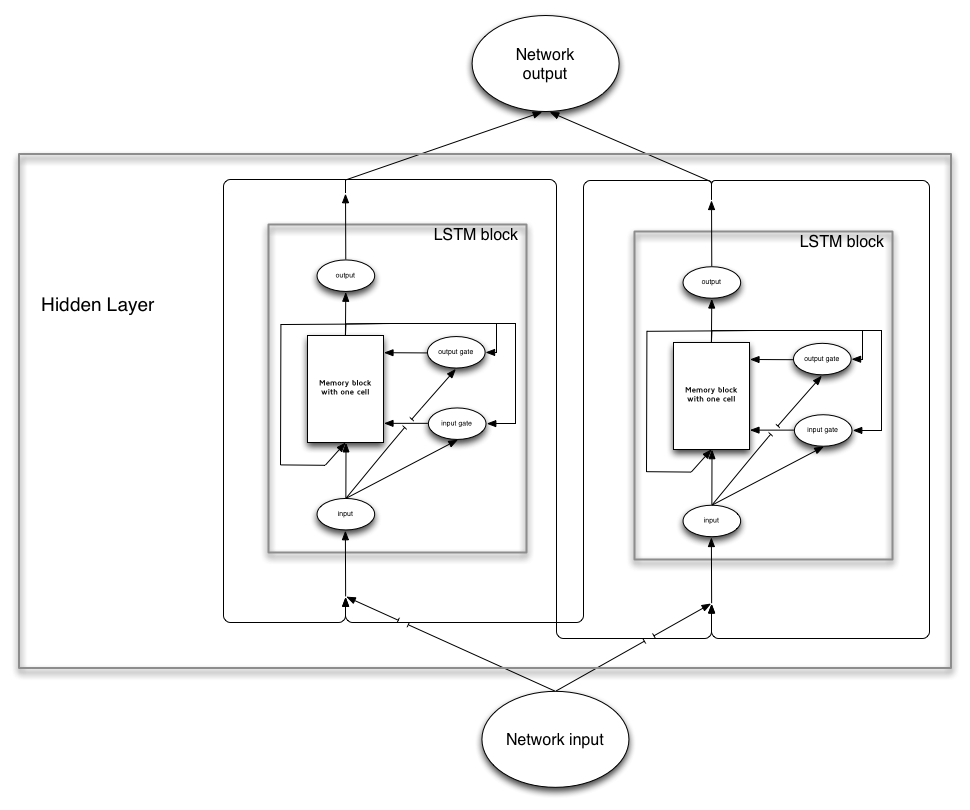 Network
output
LSTM block
LSTM block
Hidden Layer
output
output
output gate
output gate
Memory block
with one cell
Memory block
with one cell
input gate
input gate
input
input
Network input